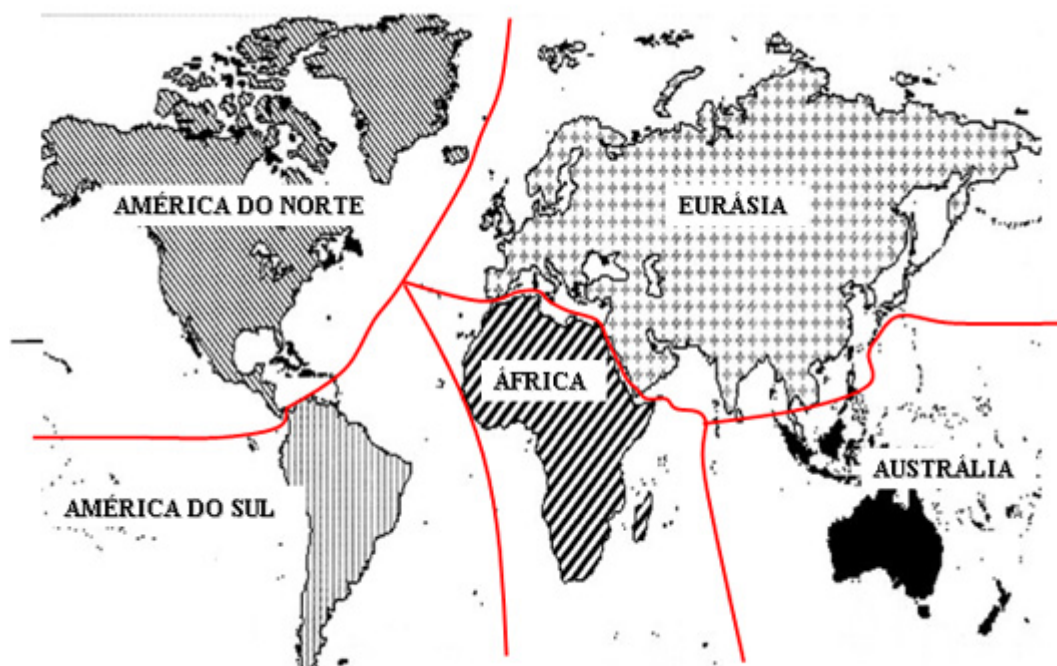 AMÉRICA DO NORTE
EURÁSIA
ÁFRICA
AUSTRÁLIA
AMÉRICA DO SUL